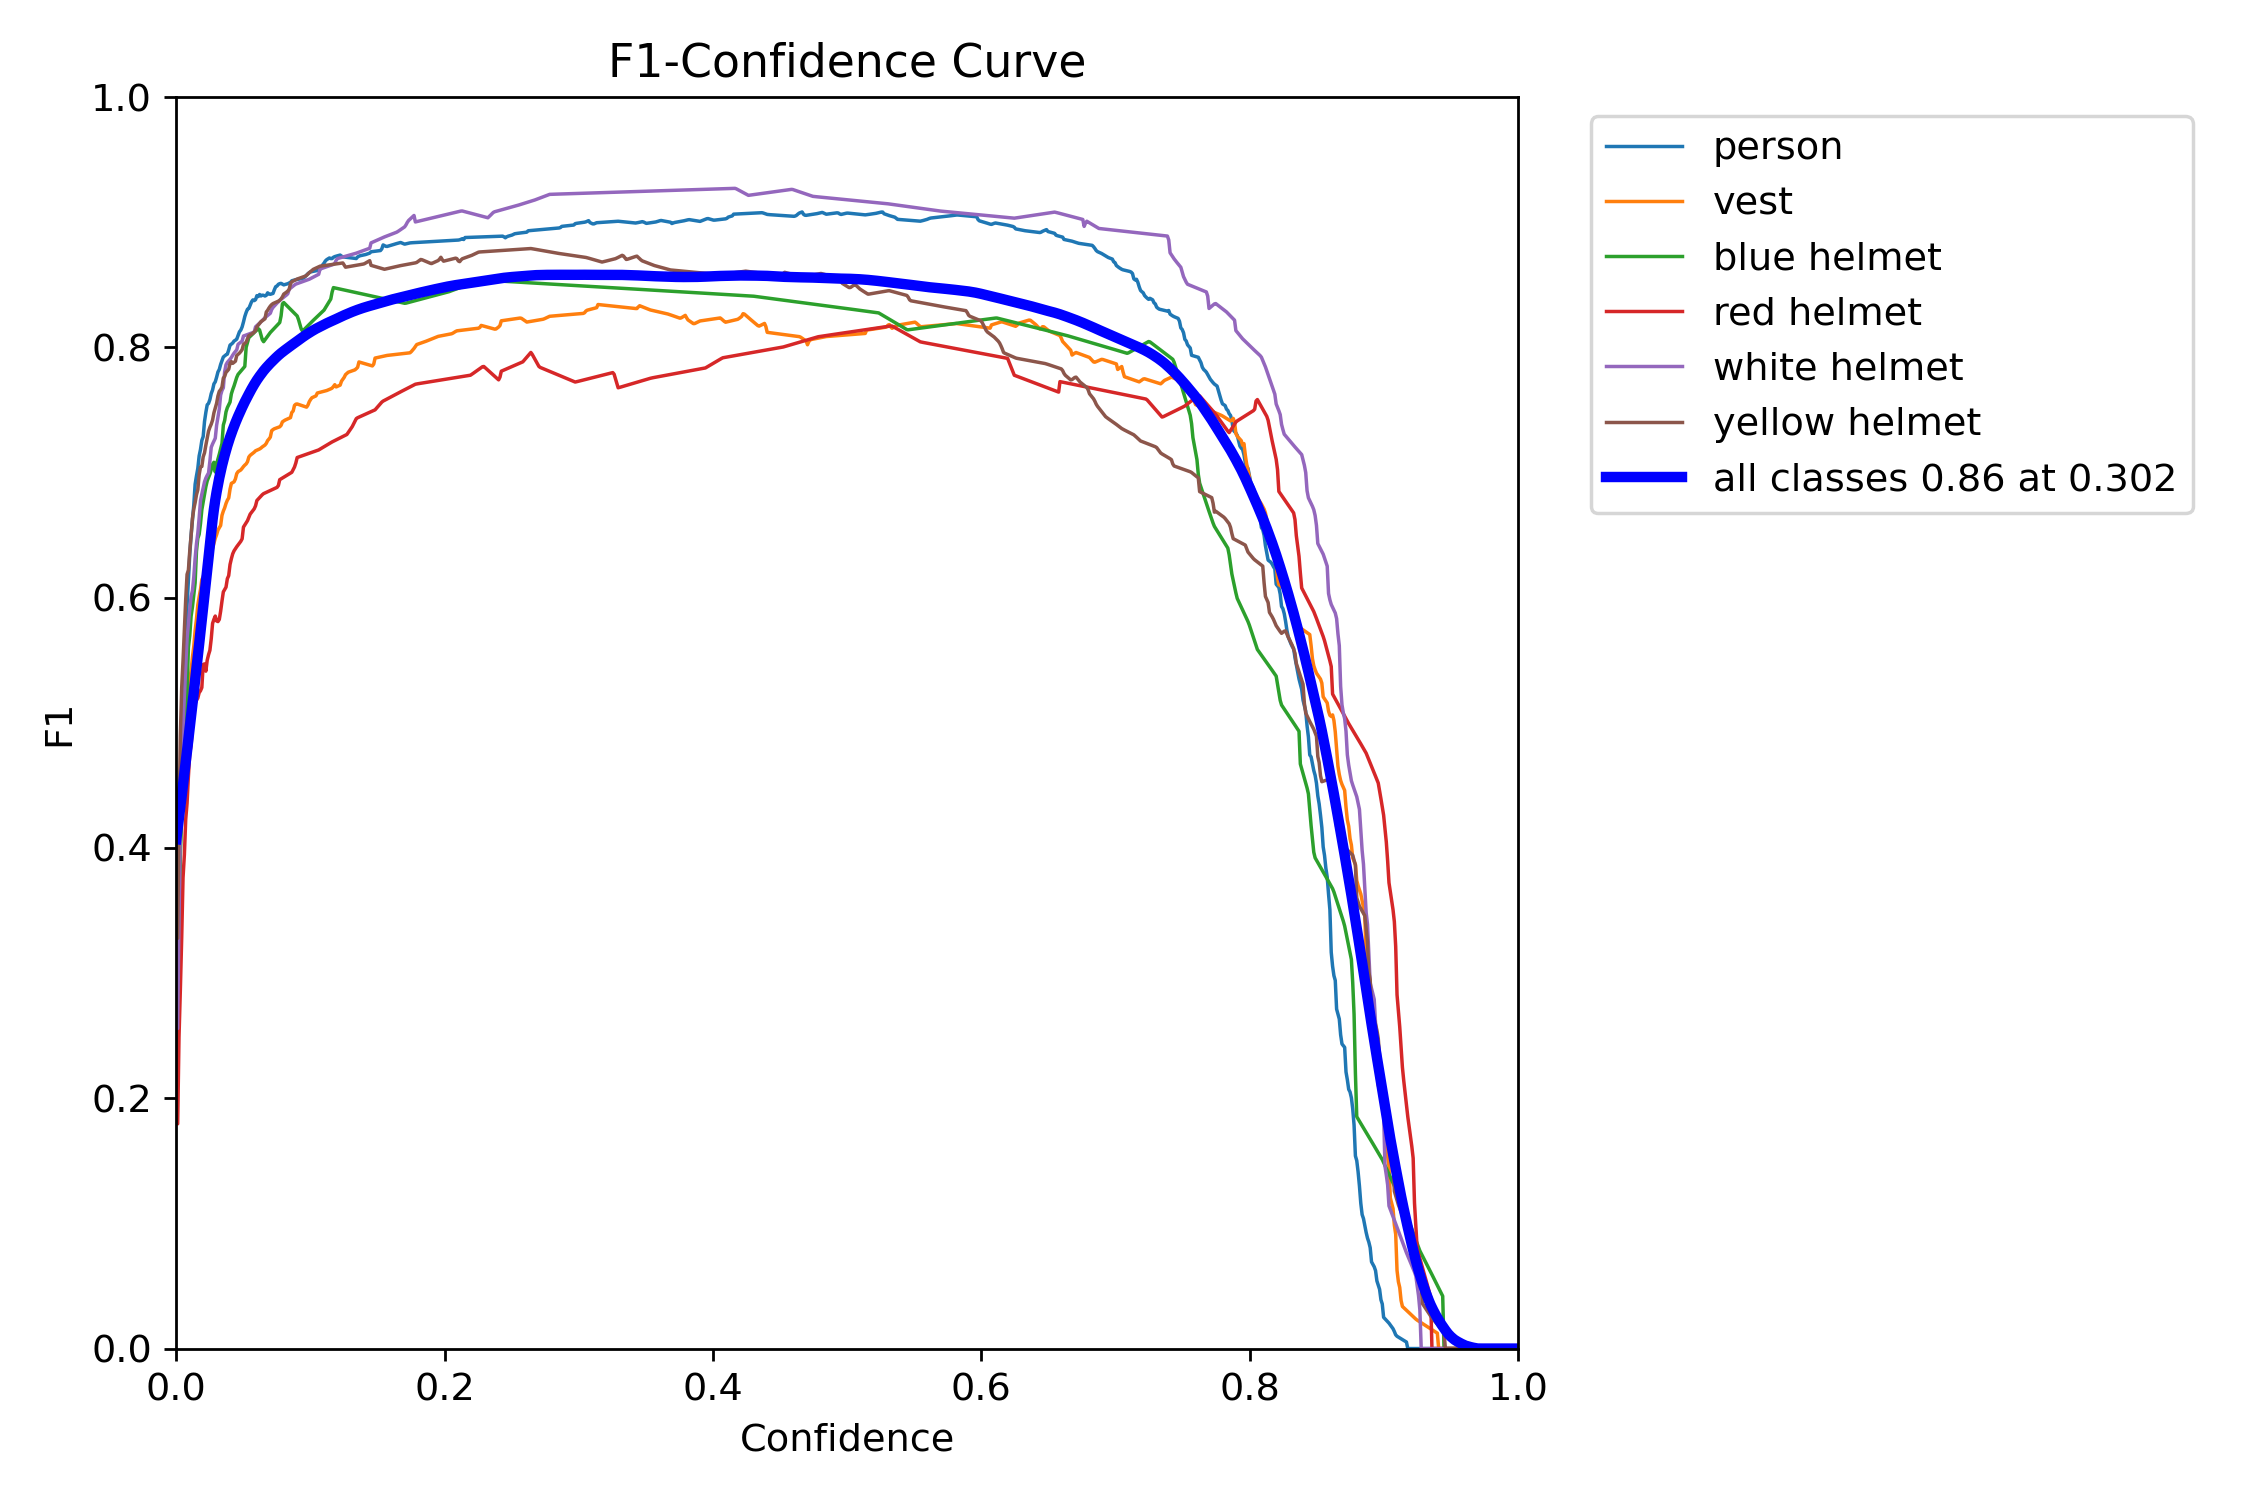 F1-Confidence Curve
1.0
0.8
0.6
0.4
0.2
0.0
F1
0.0 0.2 0.4 0.6 0.8 1.0
Confidence
person
vest
blue helmet
red helmet
white helmet
yellow helmet
all classes 0.86 at 0.302